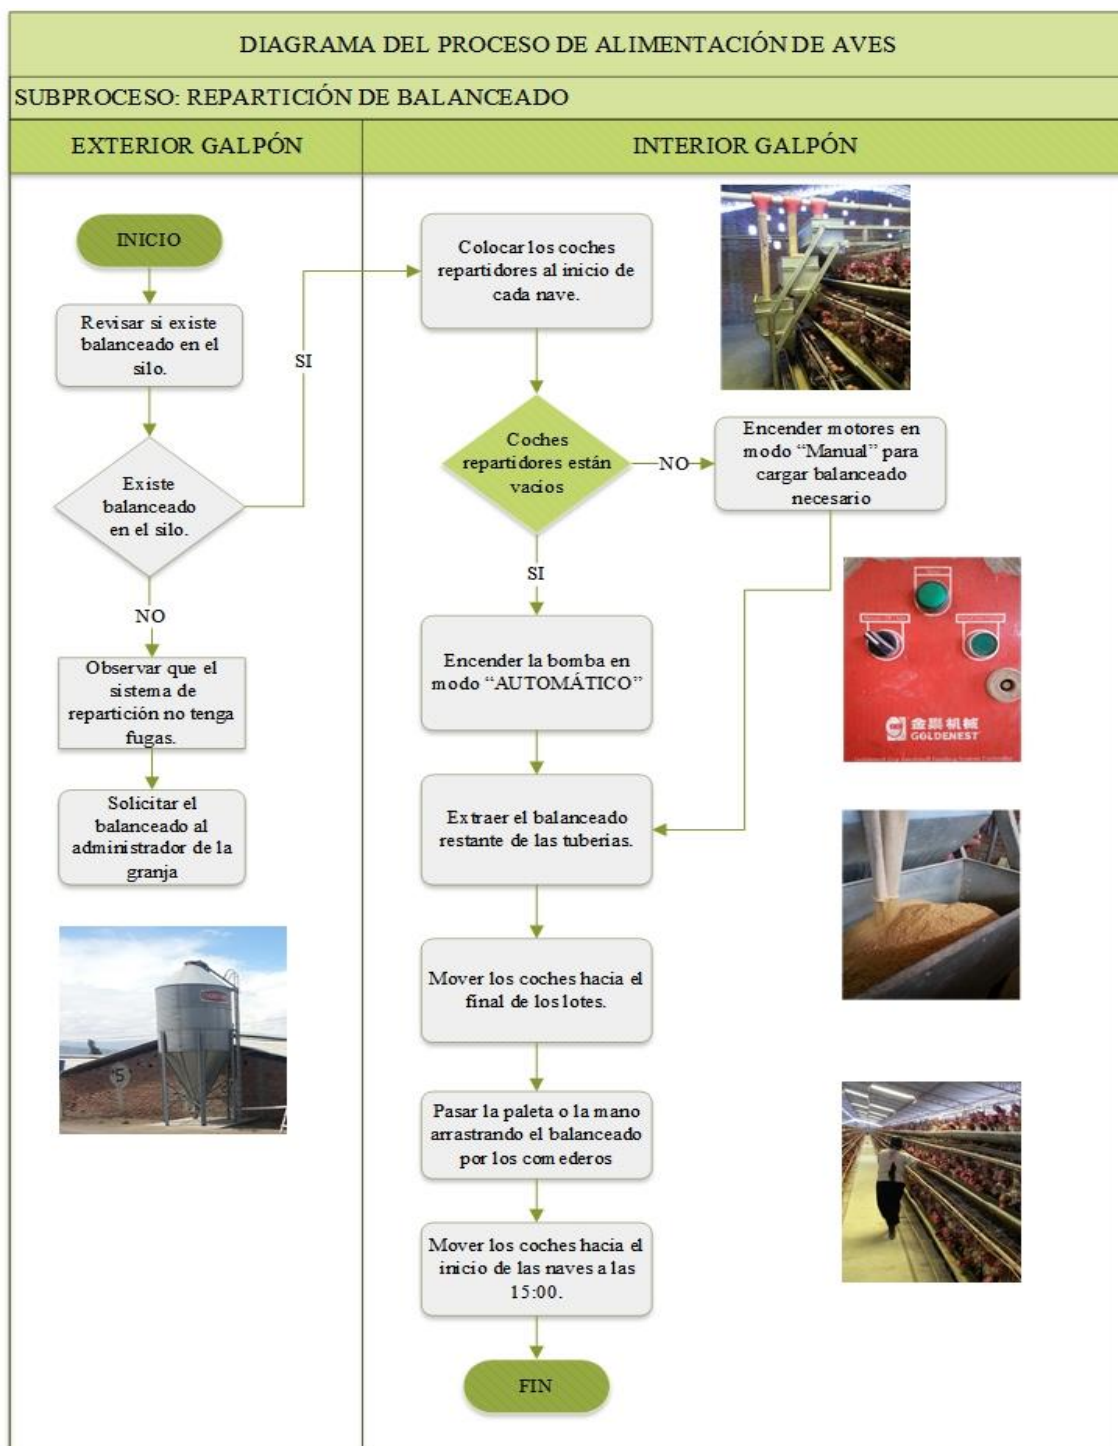 DIAGRAMA DEL PROCESO DE ALIMENTACIÓN DE AVES
SUBPROCESO: REPARTICIÓN DE BALANCEADO
EXTERIOR GALPÓN
INTERIOR GALPÓN
INICIO
Revisar si existe
balanceado en el
silo.
Existe
balanceado
en el silo.
SI
NO
Observar que el
sistema de
repartición no tenga
fugas.
Solicitar el
balanceado al
administrador de la
granja
5
Colocar los coches
repartidores al inicio de
cada nave.
Coches
repartidores están
vacíos
NO
Encender motores en
modo “Manual” para
cargar balanceado
necesario
SI
Encender la bomba en
modo “AUTOMÁTICO”
金巢机械
GOLDENEST
Extraer el balanceado
restante de las tuberías.
Mover los coches hacia el
final de los lotes.
Pasar la paleta o la mano
arrastrando el balanceado
por los comederos
Mover los coches hacia el
inicio de las naves a las
15:00.
FIN